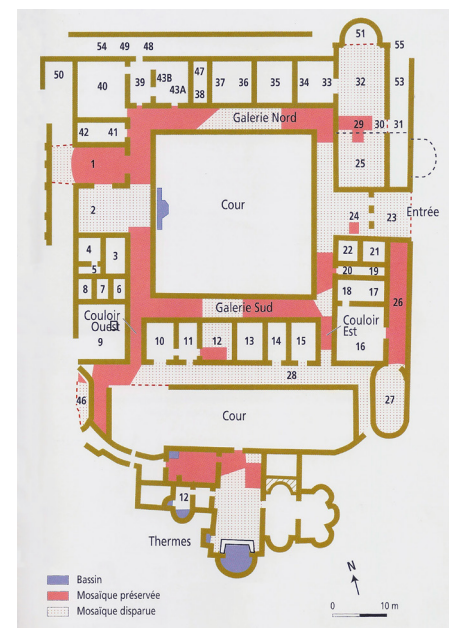 51
54 49 48 55
50 40 39 43B 47 37 36 35 34 33 32 53
43A 38
42 41 Galerie Nord 29 30 31
1 25
2 Cour 24 23 Entrée
4 3 22 21
5 20 19
8 7 6 18 17 26
Galerie Sud
Couloir Ouest
Est
9 10 11 12 13 14 15 Couloir Est 16
28
46 Cour 27
12
Thermes
Bassin
Mosaïque préservée
Mosaïque disparue
N
0 10 m